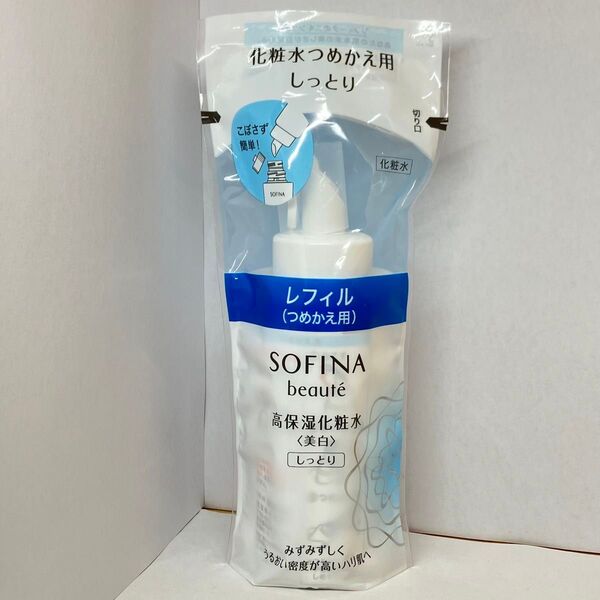 化粧水つめかえ用
しっとり
切り口
こぼさず
簡単!
SOFINA
化粧水
レフィル
(つめかえ用)
SOFINA
beauté
高保湿化粧水
〈美白〉
しっとり
みずみずしく
うるおい密度が高いハリ肌へ